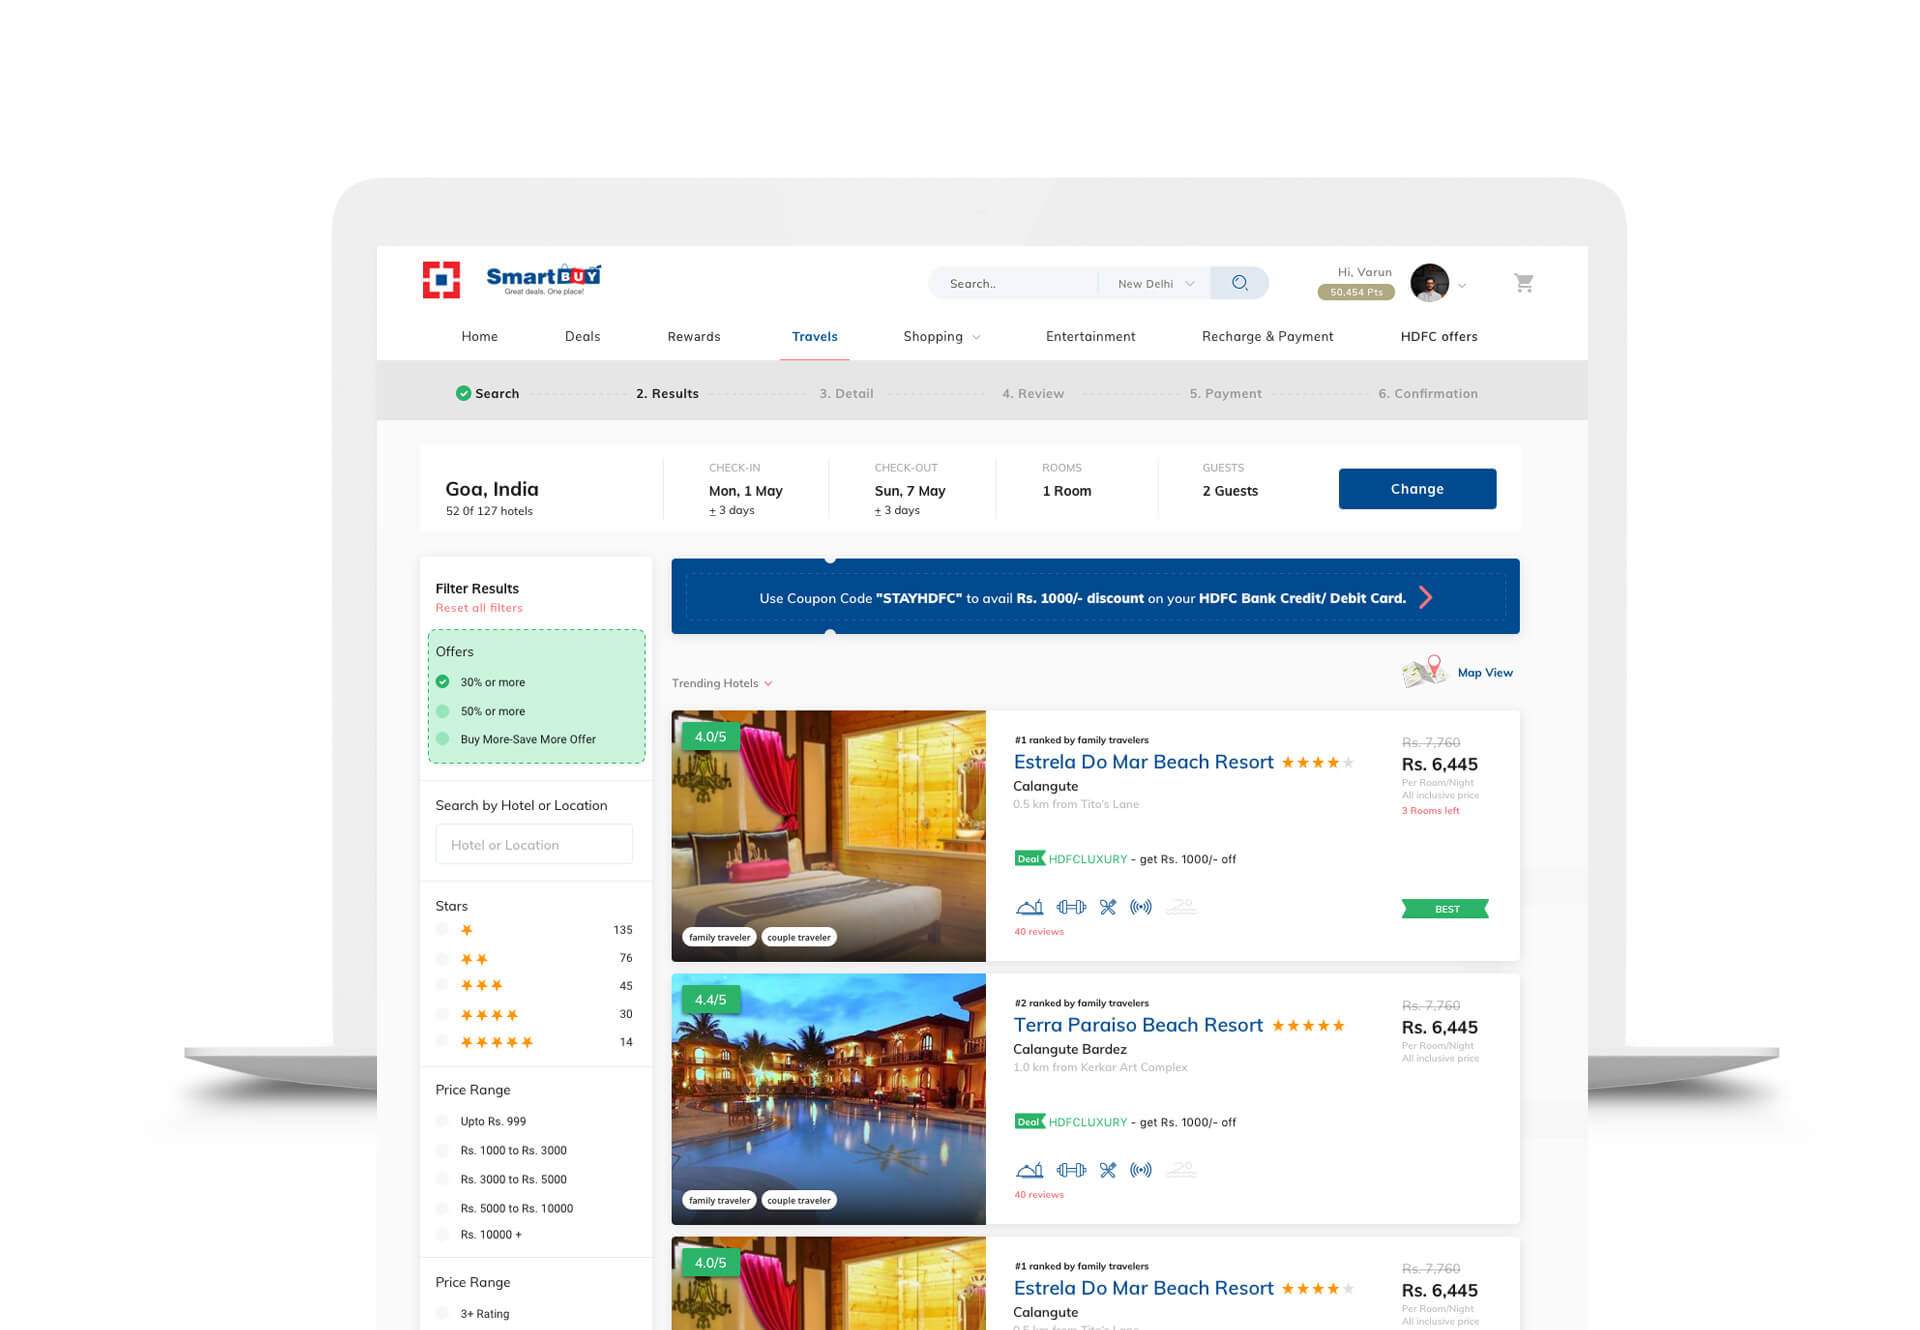 SmartBUY
Great deals. One place!
Search..
New Delhi
Hi, Varun
50,454 Pts
Home
Deals
Rewards
Travels
Shopping
Entertainment
Recharge & Payment
HDFC offers
Search
2. Results
3. Detail
4. Review
5. Payment
6. Confirmation
Goa, India
52 Of 127 hotels
CHECK-IN
Mon, 1 May
± 3 days
CHECK-OUT
Sun, 7 May
± 3 days
ROOMS
1 Room
GUESTS
2 Guests
Change
Filter Results
Reset all filters
Offers
30% or more
50% or more
Buy More-Save More Offer
Search by Hotel or Location
Hotel or Location
Stars
135
76
45
30
14
Price Range
Upto Rs. 999
Rs. 1000 to Rs. 3000
Rs. 3000 to Rs. 5000
Rs. 5000 to Rs. 10000
Rs. 10000 +
Price Range
3+ Rating
Use Coupon Code "STAYHDFC" to avail Rs. 1000/- discount on your HDFC Bank Credit/ Debit Card.
Trending Hotels
Map View
4.0/5
family traveler
couple traveler
#1 ranked by family travelers
Estrela Do Mar Beach Resort
Calangute
0.5 km from Tito's Lane
Deal HDFCLUXURY - get Rs. 1000/- off
40 reviews
Rs. 7,760
Rs. 6,445
Per Room/Night
All inclusive price
3 Rooms left
BEST
4.4/5
family traveler
couple traveler
#2 ranked by family travelers
Terra Paraiso Beach Resort
Calangute Bardez
1.0 km from Kerkar Art Complex
Deal HDFCLUXURY - get Rs. 1000/- off
40 reviews
Rs. 7,760
Rs. 6,445
Per Room/Night
All inclusive price
4.0/5
#1 ranked by family travelers
Estrela Do Mar Beach Resort
Calangute
0.5 km from Tito's Lane
Rs. 7,760
Rs. 6,445
Per Room/Night
All inclusive price